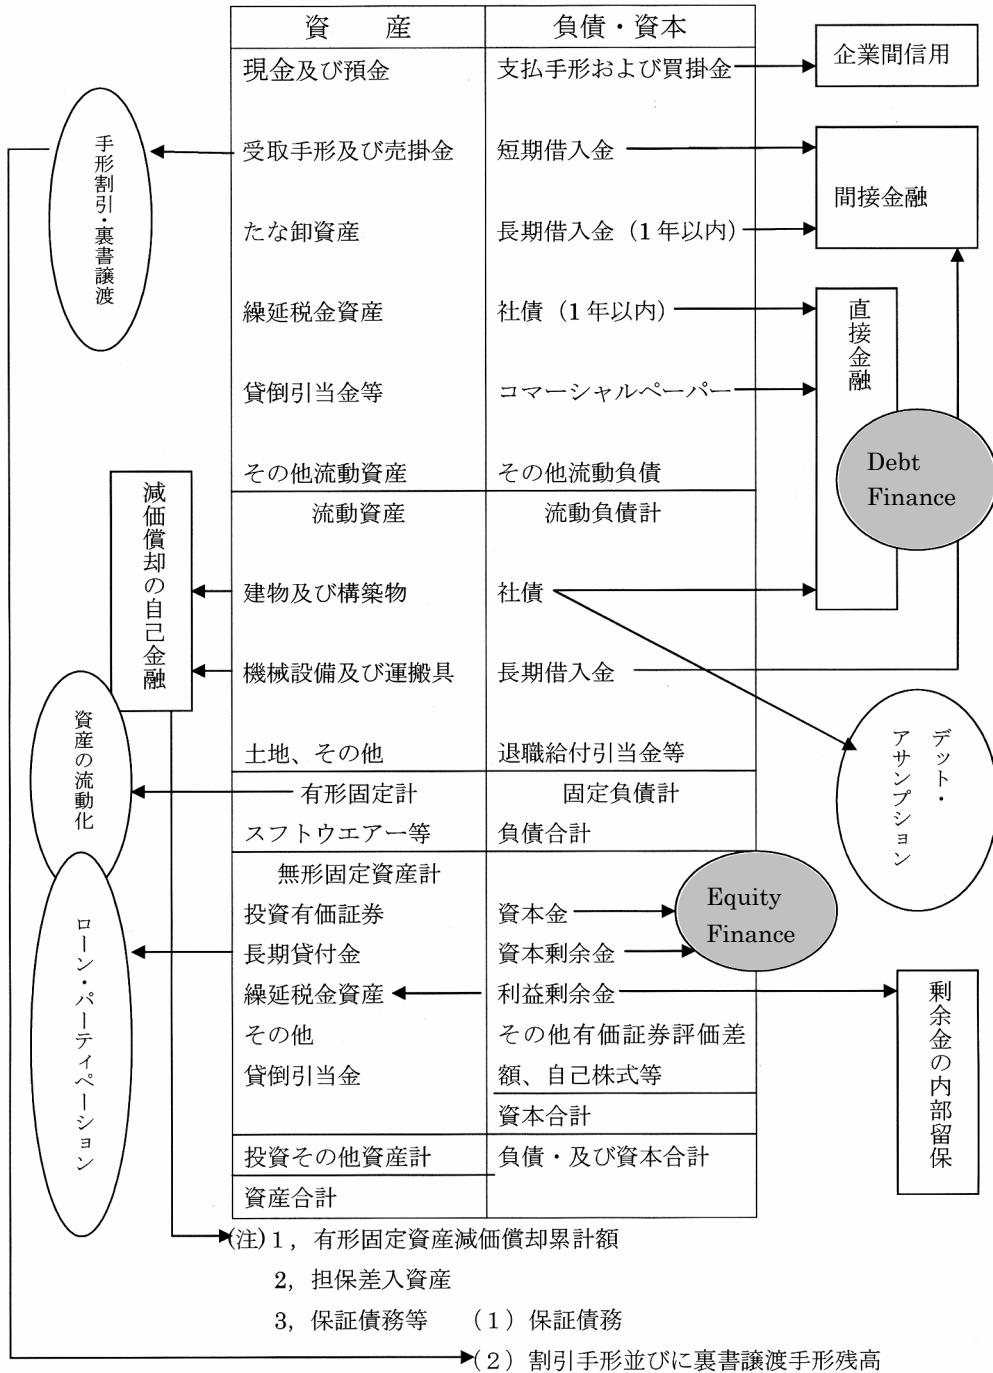 資　　産
負債・資本
現金及び預金
支払手形および買掛金
企業間信用
手形割引・裏書譲渡
受取手形及び売掛金
短期借入金
間接金融
たな卸資産
長期借入金（1年以内）
繰延税金資産
社債（1年以内）
直接金融
貸倒引当金等
コマーシャルペーパー
Debt
Finance
その他流動資産
その他流動負債
減価償却の自己金融
流動資産
流動負債計
建物及び構築物
社債
機械設備及び運搬具
長期借入金
資産の流動化
デット・
アサンプション
土地、その他
退職給付引当金等
有形固定計
固定負債計
スフトウエアー等
負債合計
無形固定資産計
Equity
Finance
ローン・パーティペーション
投資有価証券
資本金
長期貸付金
資本剰余金
繰延税金資産
利益剰余金
剰余金の内部留保
その他
その他有価証券評価差
貸倒引当金
額、自己株式等
資本合計
投資その他資産計
負債・及び資本合計
資産合計
(注)1，有形固定資産減価償却累計額
2，担保差入資産
3，保証債務等　（1）保証債務
（2）割引手形並びに裏書譲渡手形残高